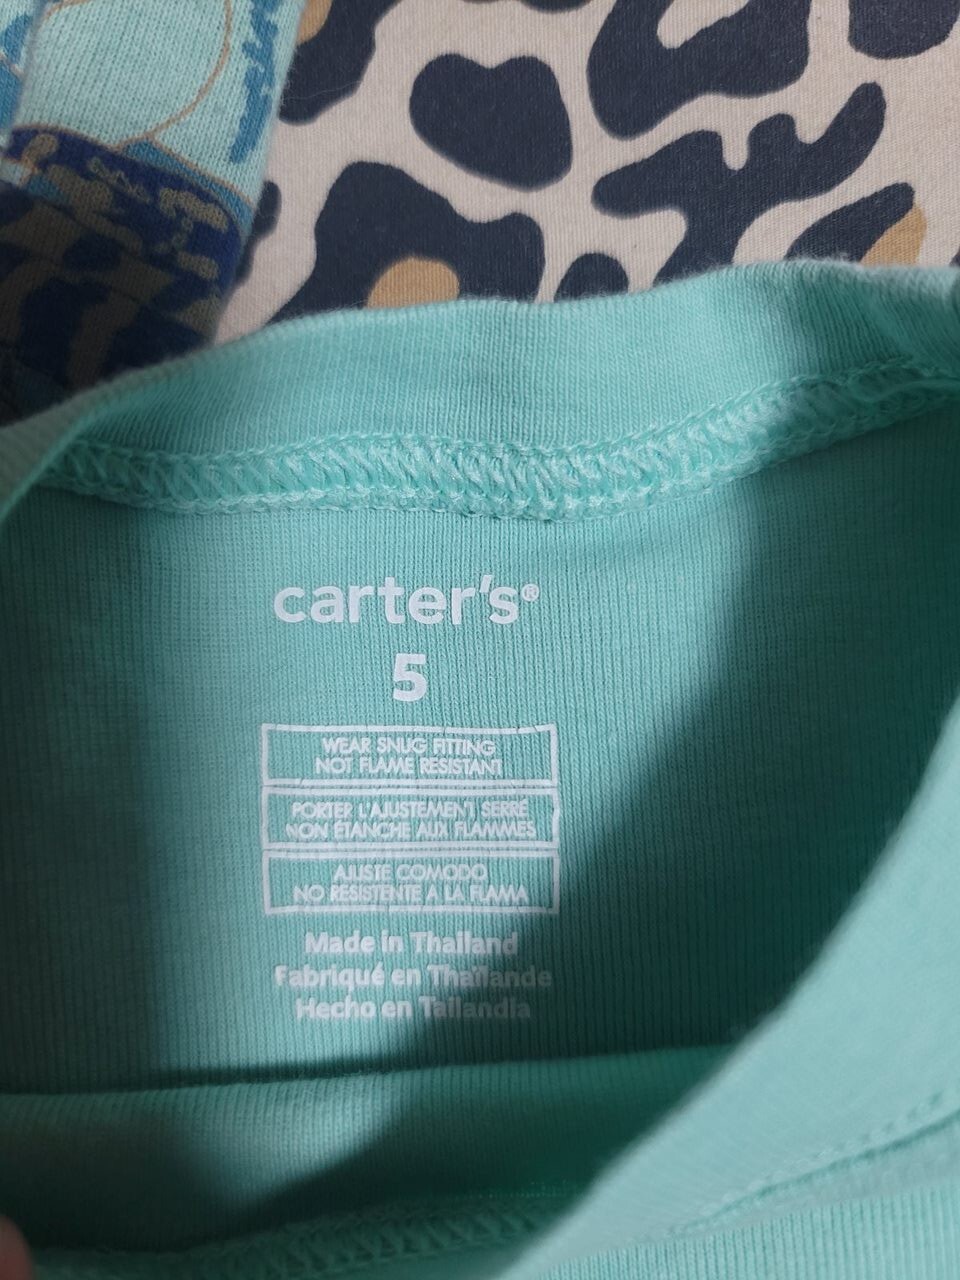 carter's®
5
WEAR SNUG FITTING
NOT FLAME RESISTANT
PORTER L'AJUSTEMENT SERRÉ
NON ÉTANCHE AUX FLAMMES
AJUSTE COMODO
NO RESISTENTE A LA FLAMA
Made in Thailand
Fabriqué en Thaïlande
Hecho en Tailandia